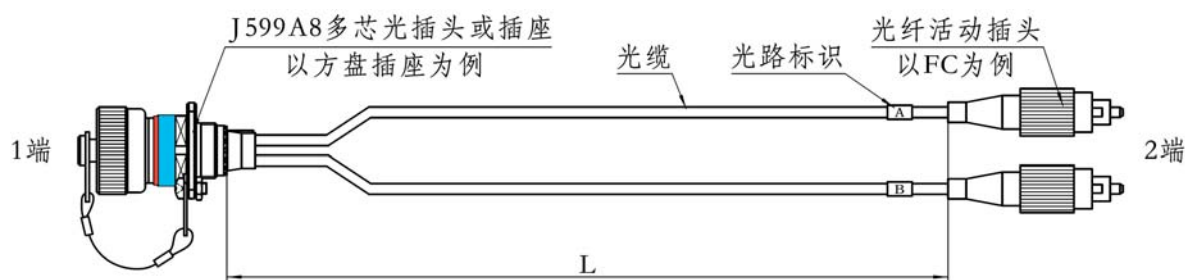 J599A8多芯光插头或插座
以方盘插座为例
光缆
光路标识
光纤活动插头
以FC为例
1端
A
2端
B
L